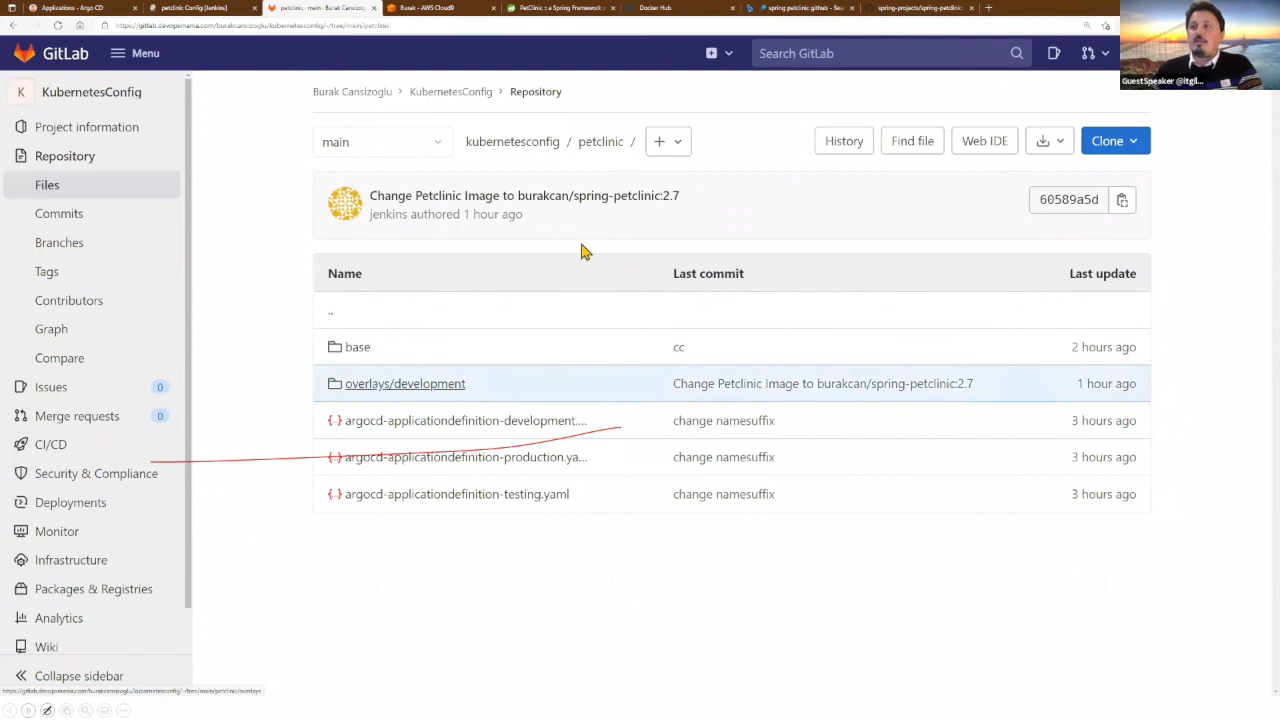 Applications - Argo CD
petclinic Config [Jenkins]
petclinic · main · Burak Cansizog
Burak - AWS Cloud9
PetClinic :: a Spring Framework
Docker Hub
spring petclinic github - Sea
spring-projects/spring-petclinic
https://gitlab.devopsmania.com/burakcansizoglu/kubernetesconfig/-/tree/main/petclinic
GitLab
Menu
Search GitLab
GuestSpeaker @itgil...
K KubernetesConfig
Project information
Repository
Files
Commits
Branches
Tags
Contributors
Graph
Compare
Issues 0
Merge requests 0
CI/CD
Security & Compliance
Deployments
Monitor
Infrastructure
Packages & Registries
Analytics
Wiki
Collapse sidebar
Burak Cansizoglu > KubernetesConfig > Repository
main
kubernetesconfig / petclinic / +
History
Find file
Web IDE
Clone
Change Petclinic Image to burakcan/spring-petclinic:2.7
jenkins authored 1 hour ago
60589a5d
Name Last commit Last update
..
base cc 2 hours ago
overlays/development Change Petclinic Image to burakcan/spring-petclinic:2.7 1 hour ago
argocd-applicationdefinition-development.... change namesuffix 3 hours ago
argocd-applicationdefinition-production.ya... change namesuffix 3 hours ago
argocd-applicationdefinition-testing.yaml change namesuffix 3 hours ago
https://gitlab.devopsmania.com/burakcansizoglu/kubernetesconfig/-/tree/main/petclinic/overlays